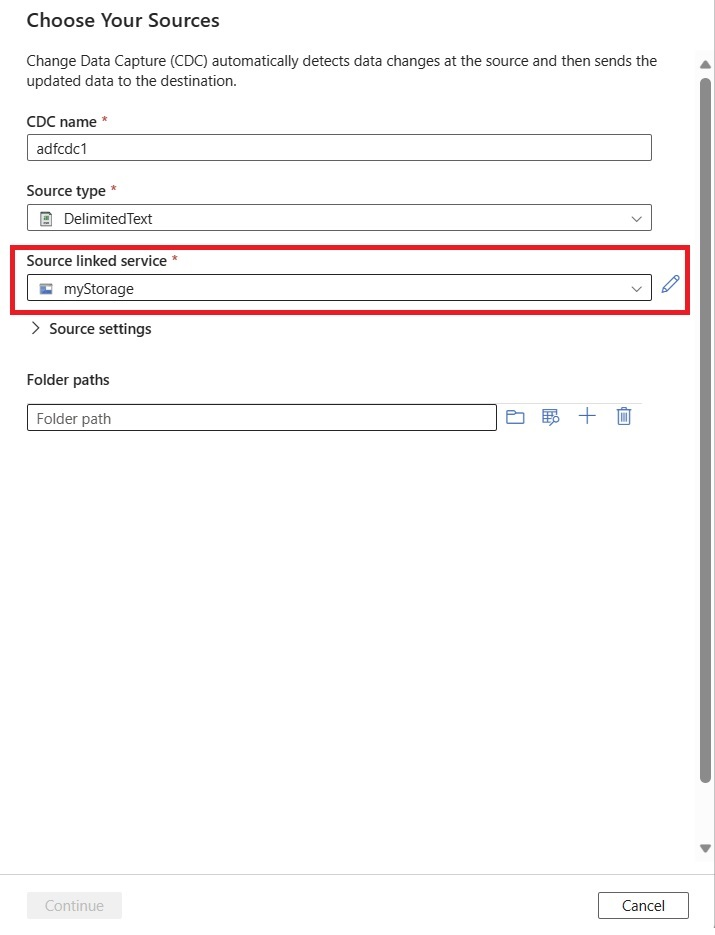 Choose Your Sources
Change Data Capture (CDC) automatically detects data changes at the source and then sends the
updated data to the destination.
CDC name *
adfcdc1
Source type *
DelimitedText
Source linked service *
myStorage
Source settings
Folder paths
Folder path
Continue
Cancel